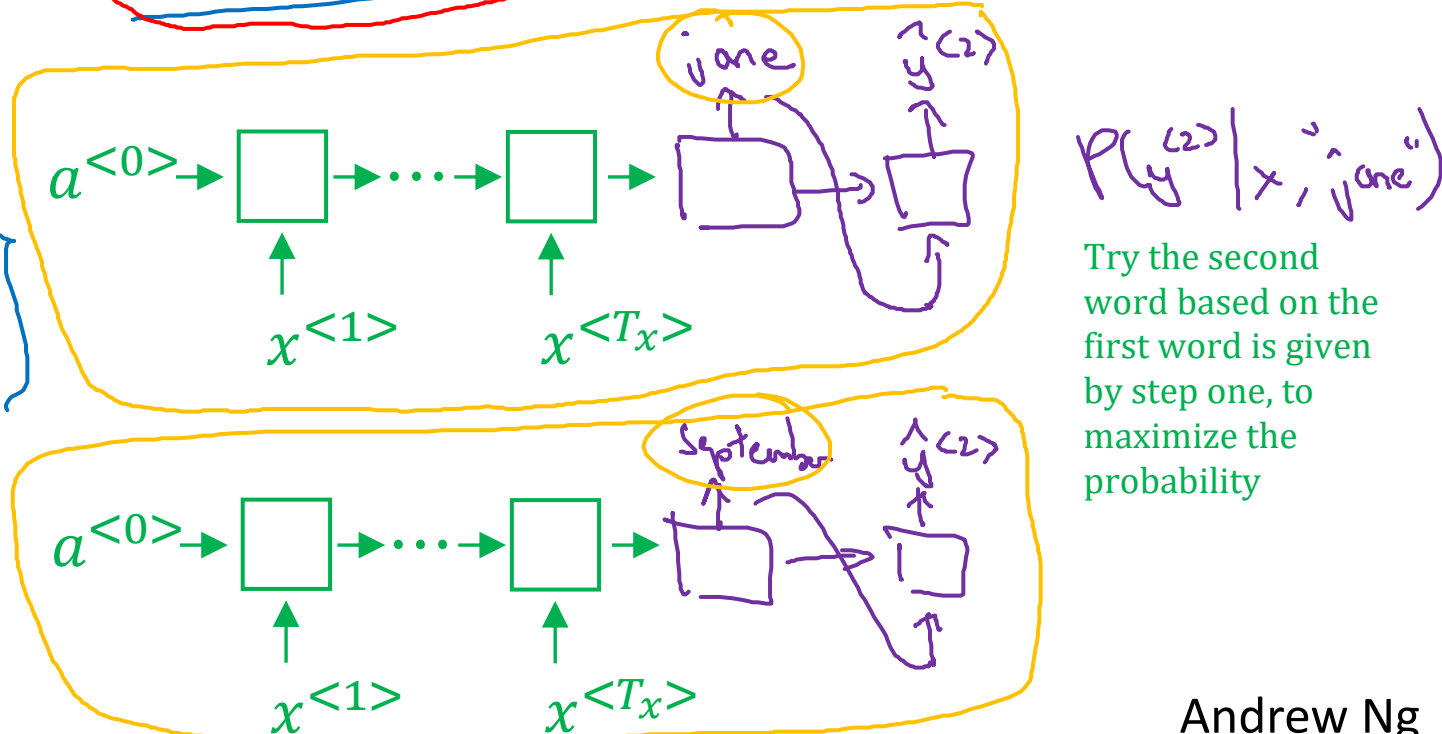 jane
ŷ<2>
a<0>
x<1>
x<Tx>
P(y<2> | x, "jane")
Try the second
word based on the
first word is given
by step one, to
maximize the
probability
September
ŷ<2>
a<0>
x<1>
x<Tx>
Andrew Ng